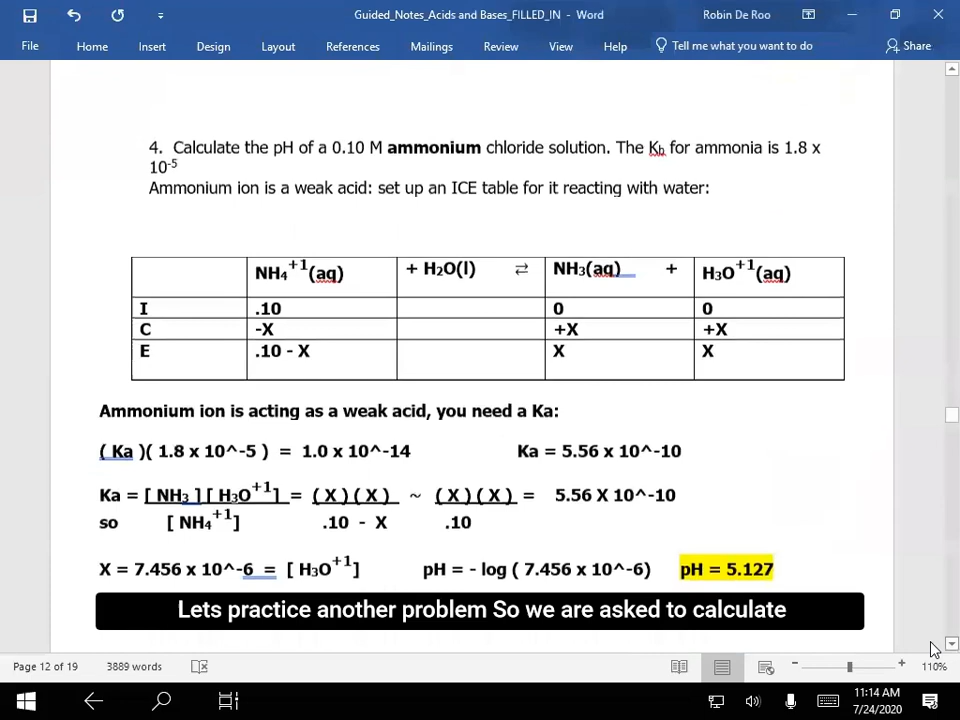 Guided_Notes_Acids and Bases_FILLED_IN - Word
Robin De Roo
File Home Insert Design Layout References Mailings Review View Help Tell me what you want to do Share
4. Calculate the pH of a 0.10 M ammonium chloride solution. The Kb for ammonia is 1.8 x
10-5
Ammonium ion is a weak acid: set up an ICE table for it reacting with water:
NH4+1(aq) + H2O(l) ⇄ NH3(aq) + H3O+1(aq)
I .10 0 0
C -X +X +X
E .10 - X X X
Ammonium ion is acting as a weak acid, you need a Ka:
( Ka )( 1.8 x 10^-5 ) = 1.0 x 10^-14 Ka = 5.56 x 10^-10
Ka = [ NH3 ] [ H3O+1] = ( X ) ( X ) ~ ( X ) ( X ) = 5.56 X 10^-10
so [ NH4+1] .10 - X .10
X = 7.456 x 10^-6 = [ H3O+1] pH = - log ( 7.456 x 10^-6) pH = 5.127
Lets practice another problem So we are asked to calculate
Page 12 of 19 3889 words 110%
11:14 AM
7/24/2020